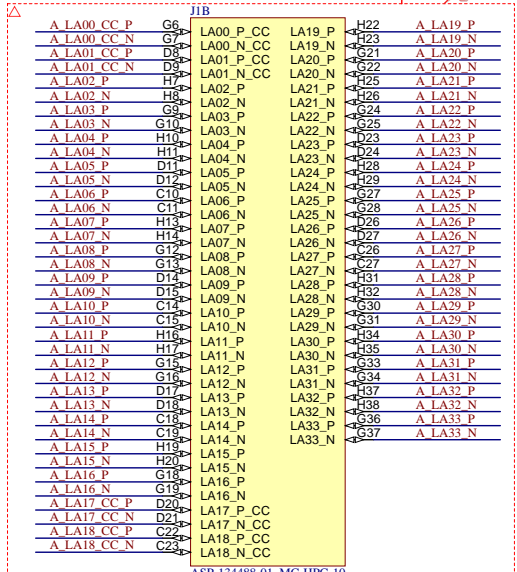 J1B
A_LA00_CC_P G6 LA00_P_CC LA19_P H22 A_LA19_P
A_LA00_CC_N G7 LA00_N_CC LA19_N H23 A_LA19_N
A_LA01_CC_P D8 LA01_P_CC LA20_P G21 A_LA20_P
A_LA01_CC_N D9 LA01_N_CC LA20_N G22 A_LA20_N
A_LA02_P H7 LA02_P LA21_P H25 A_LA21_P
A_LA02_N H8 LA02_N LA21_N H26 A_LA21_N
A_LA03_P G9 LA03_P LA22_P G24 A_LA22_P
A_LA03_N G10 LA03_N LA22_N G25 A_LA22_N
A_LA04_P H10 LA04_P LA23_P D23 A_LA23_P
A_LA04_N H11 LA04_N LA23_N D24 A_LA23_N
A_LA05_P D11 LA05_P LA24_P H28 A_LA24_P
A_LA05_N D12 LA05_N LA24_N H29 A_LA24_N
A_LA06_P C10 LA06_P LA25_P G27 A_LA25_P
A_LA06_N C11 LA06_N LA25_N G28 A_LA25_N
A_LA07_P H13 LA07_P LA26_P D26 A_LA26_P
A_LA07_N H14 LA07_N LA26_N D27 A_LA26_N
A_LA08_P G12 LA08_P LA27_P C26 A_LA27_P
A_LA08_N G13 LA08_N LA27_N C27 A_LA27_N
A_LA09_P D14 LA09_P LA28_P H31 A_LA28_P
A_LA09_N D15 LA09_N LA28_N H32 A_LA28_N
A_LA10_P C14 LA10_P LA29_P G30 A_LA29_P
A_LA10_N C15 LA10_N LA29_N G31 A_LA29_N
A_LA11_P H16 LA11_P LA30_P H34 A_LA30_P
A_LA11_N H17 LA11_N LA30_N H35 A_LA30_N
A_LA12_P G15 LA12_P LA31_P G33 A_LA31_P
A_LA12_N G16 LA12_N LA31_N G34 A_LA31_N
A_LA13_P D17 LA13_P LA32_P H37 A_LA32_P
A_LA13_N D18 LA13_N LA32_N H38 A_LA32_N
A_LA14_P C18 LA14_P LA33_P G36 A_LA33_P
A_LA14_N C19 LA14_N LA33_N G37 A_LA33_N
A_LA15_P H19 LA15_P
A_LA15_N H20 LA15_N
A_LA16_P G18 LA16_P
A_LA16_N G19 LA16_N
A_LA17_CC_P D20 LA17_P_CC
A_LA17_CC_N D21 LA17_N_CC
A_LA18_CC_P C22 LA18_P_CC
A_LA18_CC_N C23 LA18_N_CC